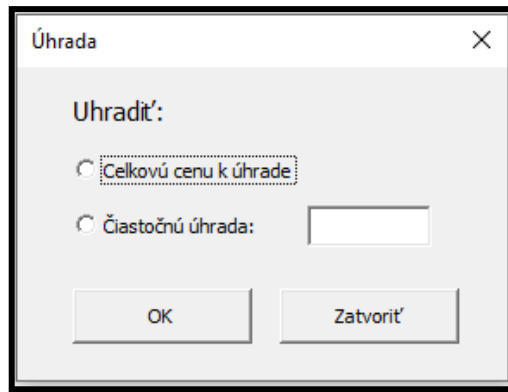 Úhrada
Uhradiť:
Celkovú cenu k úhrade
Čiastočnú úhrada:
OK
Zatvoriť